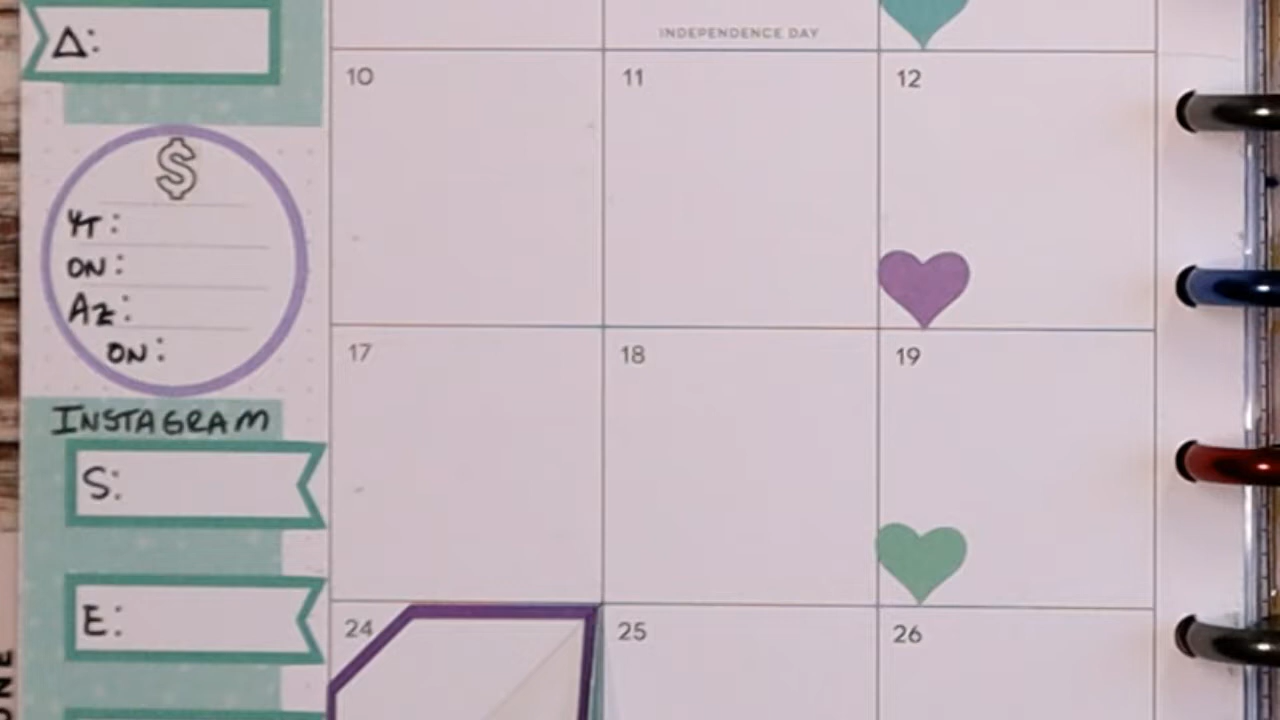 Δ:
$
YT:
ON:
AZ:
ON:
INSTAGRAM
S:
E:
INDEPENDENCE DAY
10
11
12
17
18
19
24
25
26